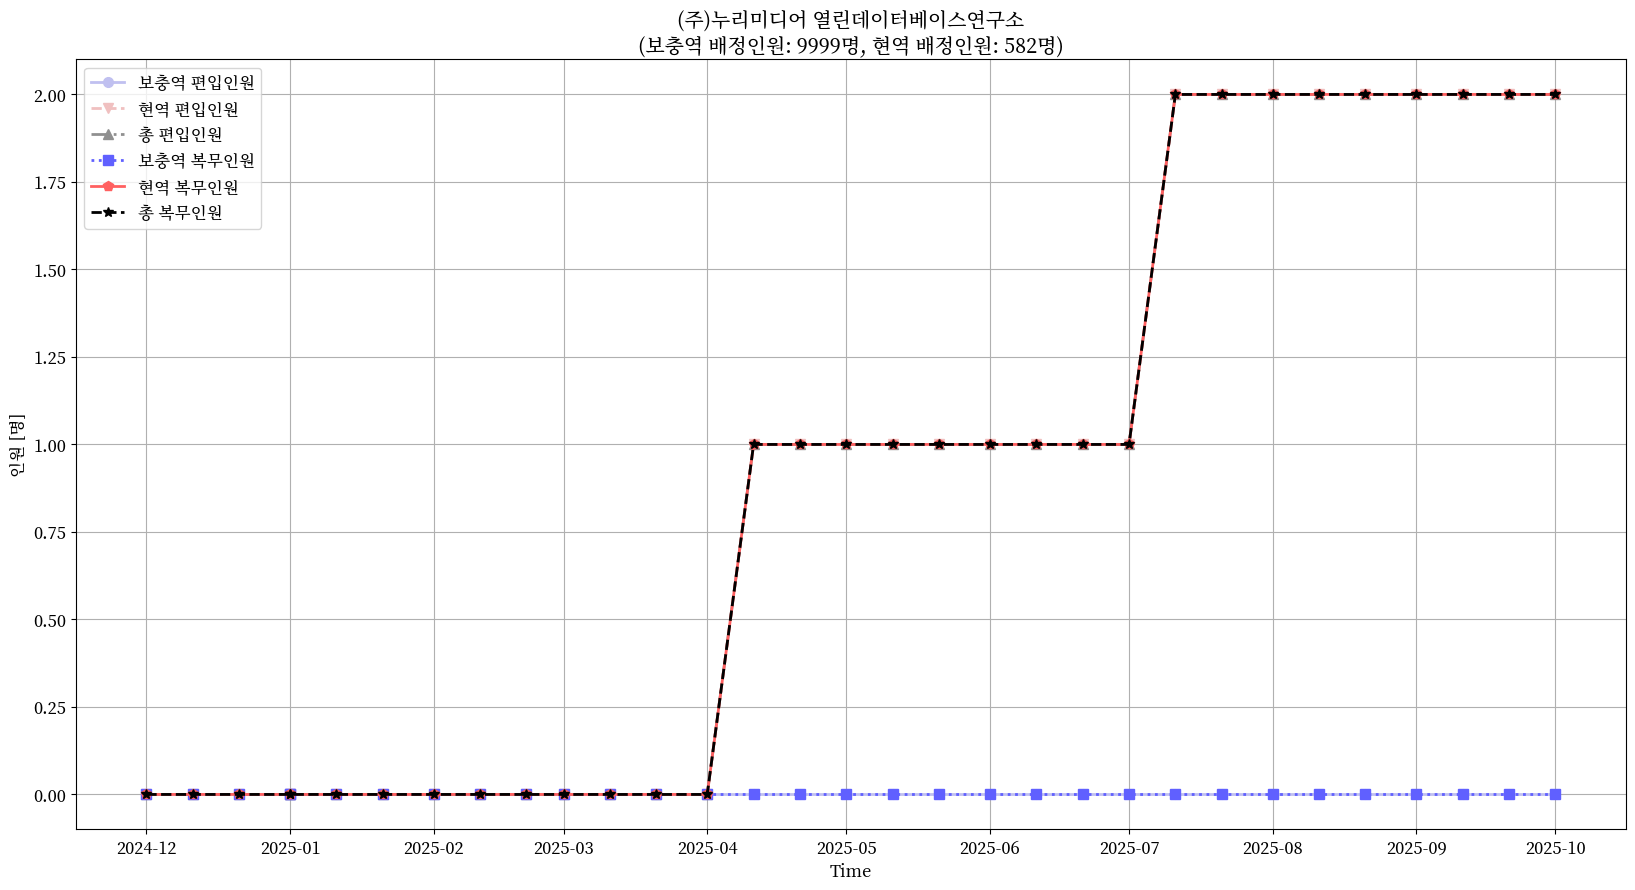 (주)누리미디어 열린데이터베이스연구소
(보충역 배정인원: 9999명, 현역 배정인원: 582명)
보충역 편입인원
현역 편입인원
총 편입인원
보충역 복무인원
현역 복무인원
총 복무인원
2.00
1.75
1.50
1.25
1.00
0.75
0.50
0.25
0.00
인원 [명]
2024-12
2025-01
2025-02
2025-03
2025-04
2025-05
2025-06
2025-07
2025-08
2025-09
2025-10
Time